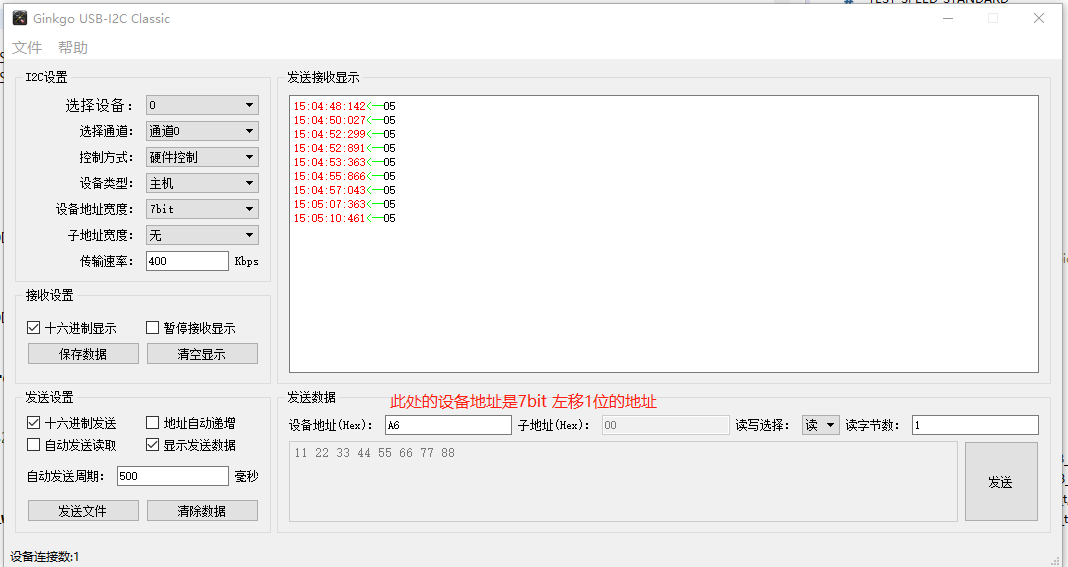 TEST SPEED STANDARD
Ginkgo USB-I2C Classic
文件 帮助
I2C设置
选择设备： 0
选择通道： 通道0
控制方式： 硬件控制
设备类型： 主机
设备地址宽度： 7bit
子地址宽度： 无
传输速率： 400 Kbps
接收设置
十六进制显示 暂停接收显示
保存数据 清空显示
发送设置
十六进制发送 地址自动递增
自动发送读取 显示发送数据
自动发送周期： 500 毫秒
发送文件 清除数据
发送接收显示
15:04:48:142<—05
15:04:50:027<—05
15:04:52:299<—05
15:04:52:891<—05
15:04:53:363<—05
15:04:55:866<—05
15:04:57:043<—05
15:05:07:363<—05
15:05:10:461<—05
发送数据
此处的设备地址是7bit 左移1位的地址
设备地址(Hex)： A6 子地址(Hex)： 00 读写选择： 读 读字节数： 1
11 22 33 44 55 66 77 88
发送
设备连接数:1